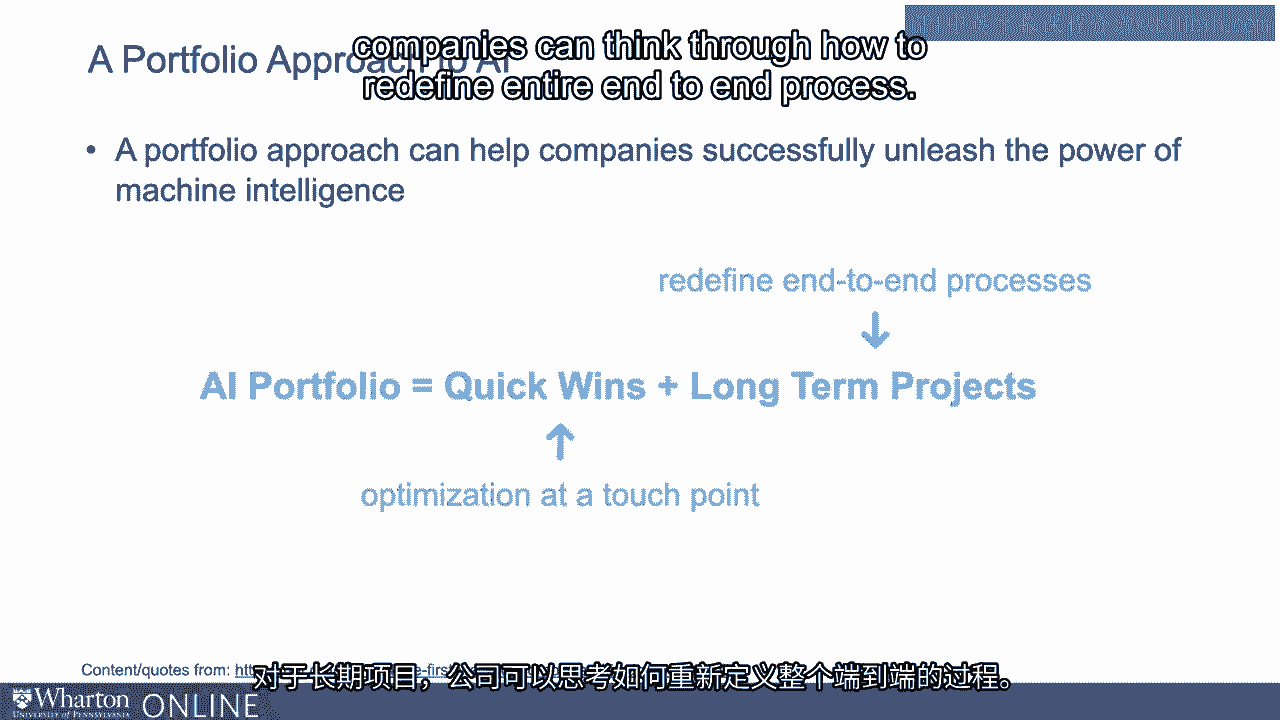 companies can think through how to
redefine entire end to end process.
A Portfolio Approach to AI
• A portfolio approach can help companies successfully unleash the power of
machine intelligence
redefine end-to-end processes
AI Portfolio = Quick Wins + Long Term Projects
optimization at a touch point
Content/quotes from:
对于长期项目，公司可以思考如何重新定义整个端到端的过程。
Wharton
UNIVERSITY of PENNSYLVANIA
ONLINE